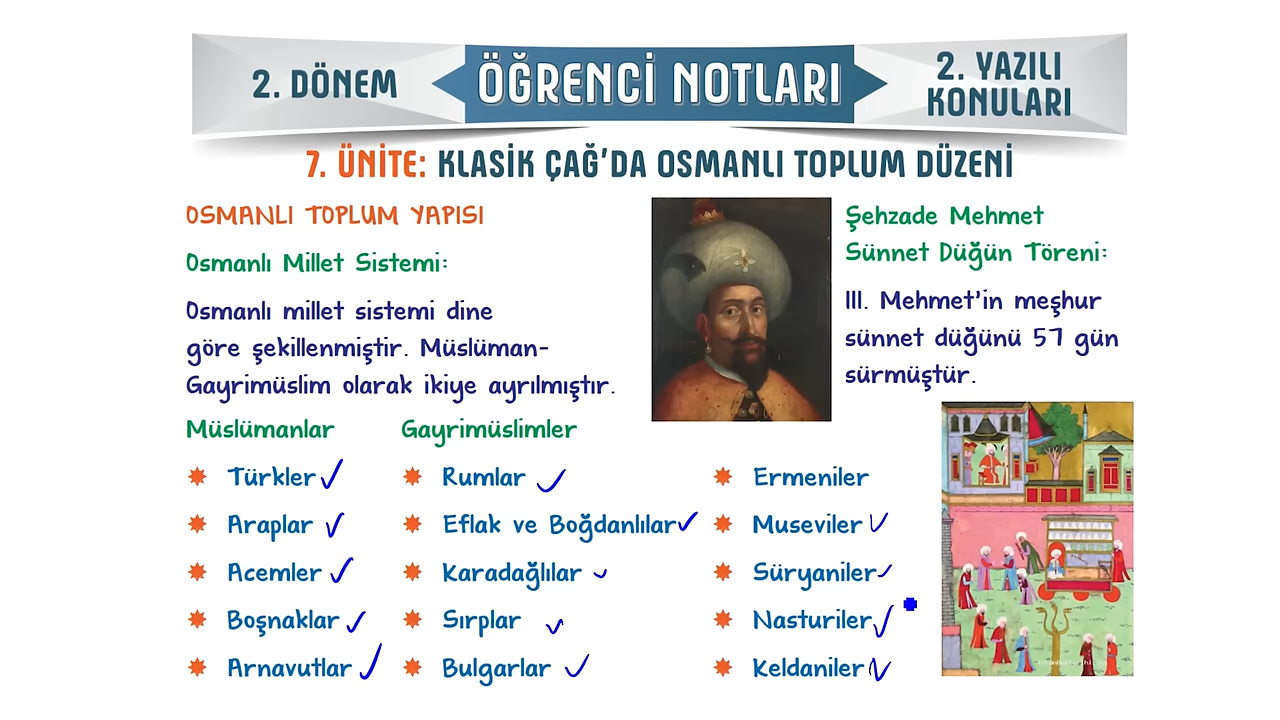 2. DÖNEM
ÖĞRENCİ NOTLARI
2. YAZILI
KONULARI
7. ÜNİTE: KLASİK ÇAĞ'DA OSMANLI TOPLUM DÜZENİ
OSMANLI TOPLUM YAPISI
Osmanlı Millet Sistemi:
Osmanlı millet sistemi dine
göre şekillenmiştir. Müslüman-
Gayrimüslim olarak ikiye ayrılmıştır.
Şehzade Mehmet
Sünnet Düğün Töreni:
III. Mehmet'in meşhur
sünnet düğünü 57 gün
sürmüştür.
Müslümanlar
Türkler
Araplar
Acemler
Boşnaklar
Arnavutlar
Gayrimüslimler
Rumlar
Eflak ve Boğdanlılar
Karadağlılar
Sırplar
Bulgarlar
Ermeniler
Museviler
Süryaniler
Nasturiler
Keldaniler